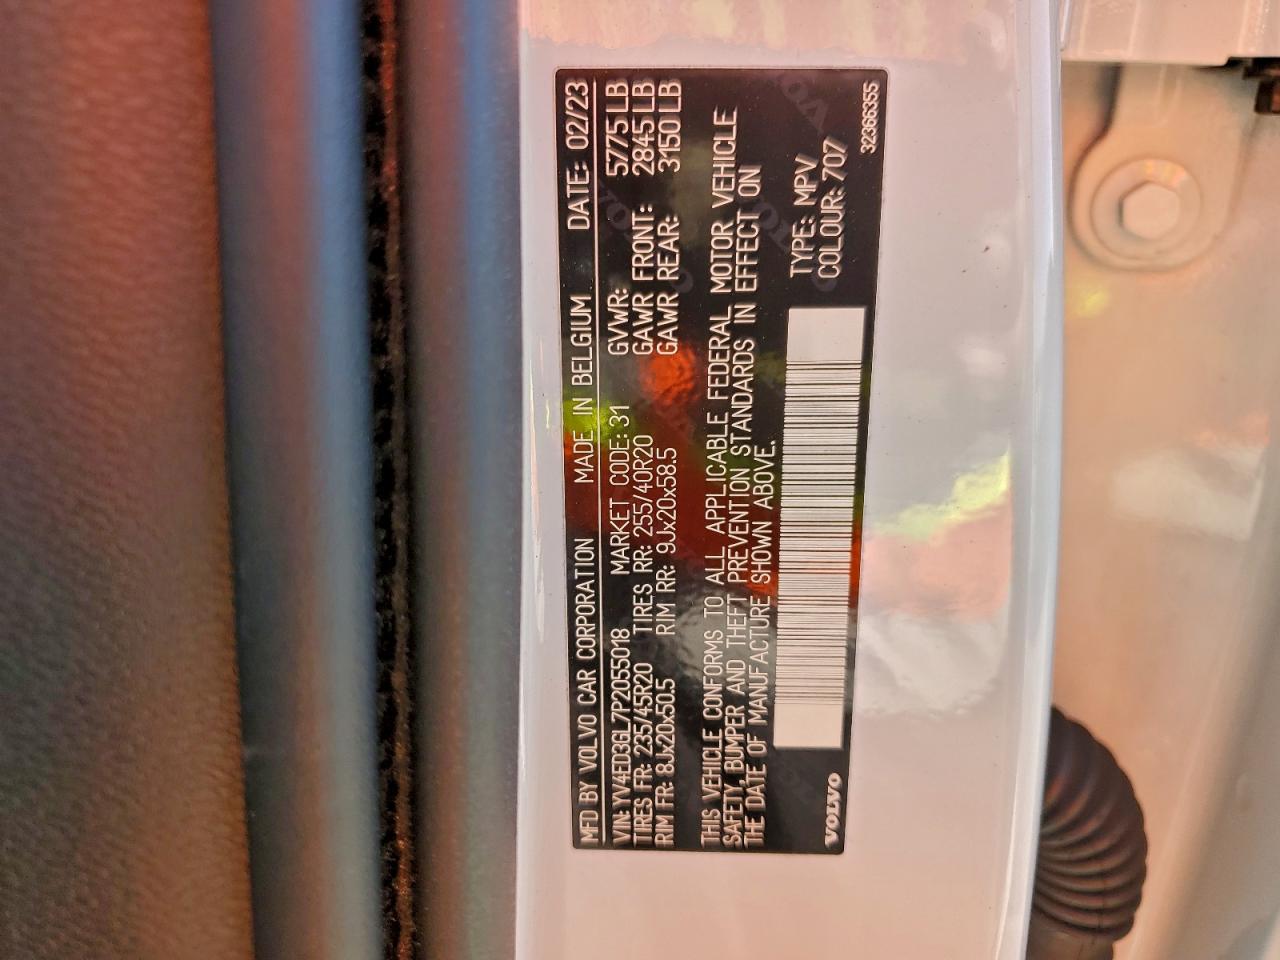 MFD BY VOLVO CAR CORPORATION MADE IN BELGIUM DATE: 02/23
VIN: YV4ED3GL7P2055018 MARKET CODE: 31 GVWR: 5775 LB
TIRES FR: 235/45R20 TIRES RR: 255/40R20 GAWR FRONT: 2845 LB
RIM FR: 8Jx20x50.5 RIM RR: 9Jx20x58.5 GAWR REAR: 3150 LB
THIS VEHICLE CONFORMS TO ALL APPLICABLE FEDERAL MOTOR VEHICLE
SAFETY, BUMPER AND THEFT PREVENTION STANDARDS IN EFFECT ON
THE DATE OF MANUFACTURE SHOWN ABOVE.
TYPE: MPV
COLOUR: 707
VOLVO
32366355